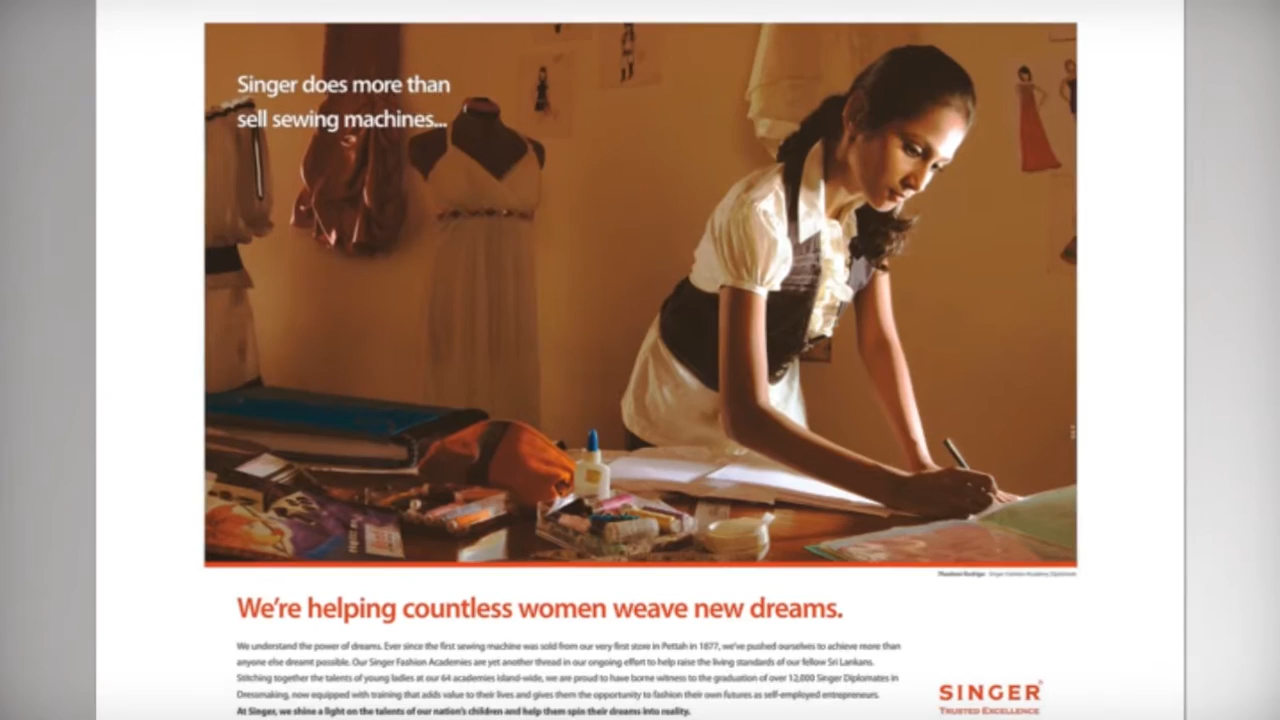 Singer does more than
sell sewing machines...
We're helping countless women weave new dreams.
We understand the power of dreams. Ever since the first sewing machine was sold from our very first store in Pettah in 1877, we've pushed ourselves to achieve more than
anyone else dreamt possible. Our Singer Fashion Academies are yet another thread in our ongoing effort to help raise the living standards of our fellow Sri Lankans.
Stitching together the talents of young ladies at our 64 academies island-wide, we are proud to have borne witness to the graduation of over 12,000 Singer Diplomates in
Dressmaking, now equipped with training that adds value to their lives and gives them the opportunity to fashion their own futures as self-employed entrepreneurs.
At Singer, we shine a light on the talents of our nation's children and help them spin their dreams into reality.
SINGER
TRUSTED EXCELLENCE